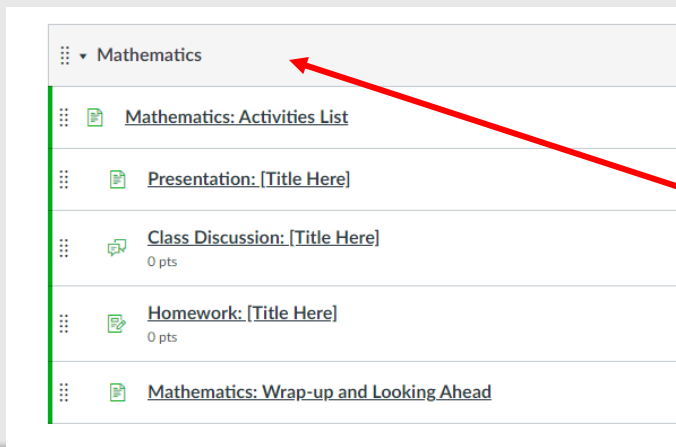 Mathematics
Mathematics: Activities List
Presentation: [Title Here]
Class Discussion: [Title Here]
0 pts
Homework: [Title Here]
0 pts
Mathematics: Wrap-up and Looking Ahead